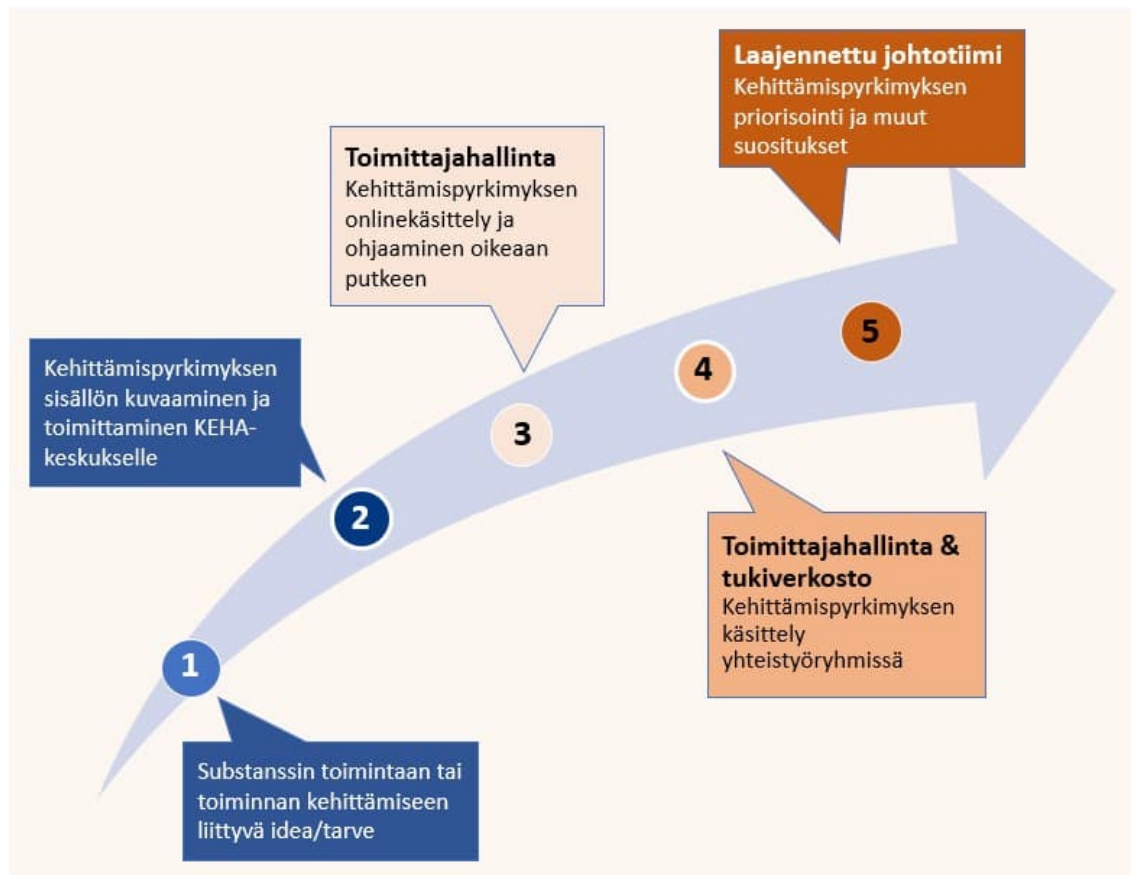 Laajennettu johtotiimi
Kehittämispyrkimyksen
priorisointi ja muut
suositukset
Toimittajahallinta
Kehittämispyrkimyksen
onlinekäsittely ja
ohjaaminen oikeaan
putkeen
Kehittämispyrkimyksen
sisällön kuvaaminen ja
toimittaminen KEHA-
keskukselle
5
4
3
2
1
Toimittajahallinta &
tukiverkosto
Kehittämispyrkimyksen
käsittely
yhteistyöryhmissä
Substanssin toimintaan tai
toiminnan kehittämiseen
liittyvä idea/tarve